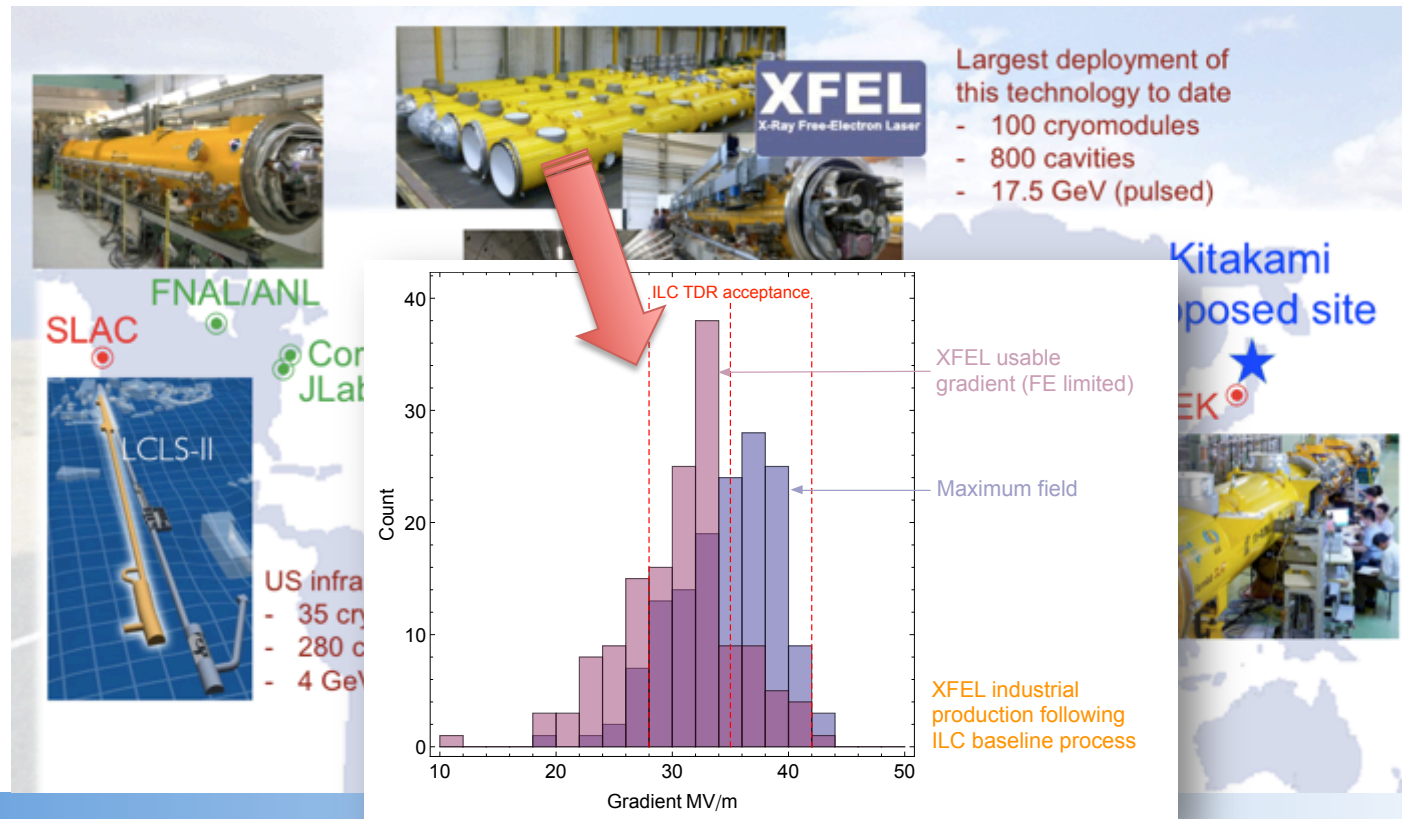 XFEL
X-Ray Free-Electron Laser
Largest deployment of
this technology to date
- 100 cryomodules
- 800 cavities
- 17.5 GeV (pulsed)
FNAL/ANL
SLAC
Cor
JLab
LCLS-II
US infra
- 35 cry
- 280 c
- 4 GeV
Kitakami
posed site
EK
ILC TDR acceptance
40
30
20
10
0
Count
10
20
30
40
50
Gradient MV/m
XFEL usable
gradient (FE limited)
Maximum field
XFEL industrial
production following
ILC baseline process